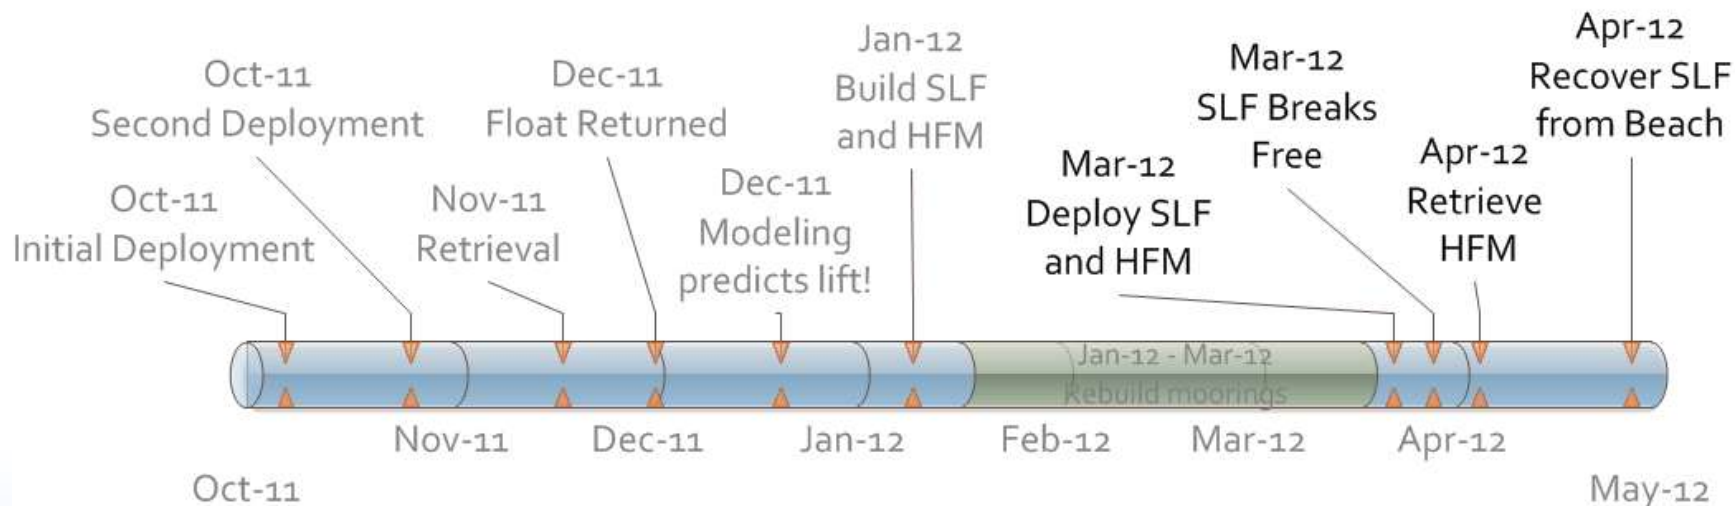 Oct-11
Initial Deployment
Oct-11
Second Deployment
Nov-11
Retrieval
Dec-11
Float Returned
Dec-11
Modeling
predicts lift!
Jan-12
Build SLF
and HFM
Mar-12
Deploy SLF
and HFM
Mar-12
SLF Breaks
Free
Apr-12
Retrieve
HFM
Apr-12
Recover SLF
from Beach
Jan-12 - Mar-12
Rebuild moorings
Oct-11
Nov-11
Dec-11
Jan-12
Feb-12
Mar-12
Apr-12
May-12